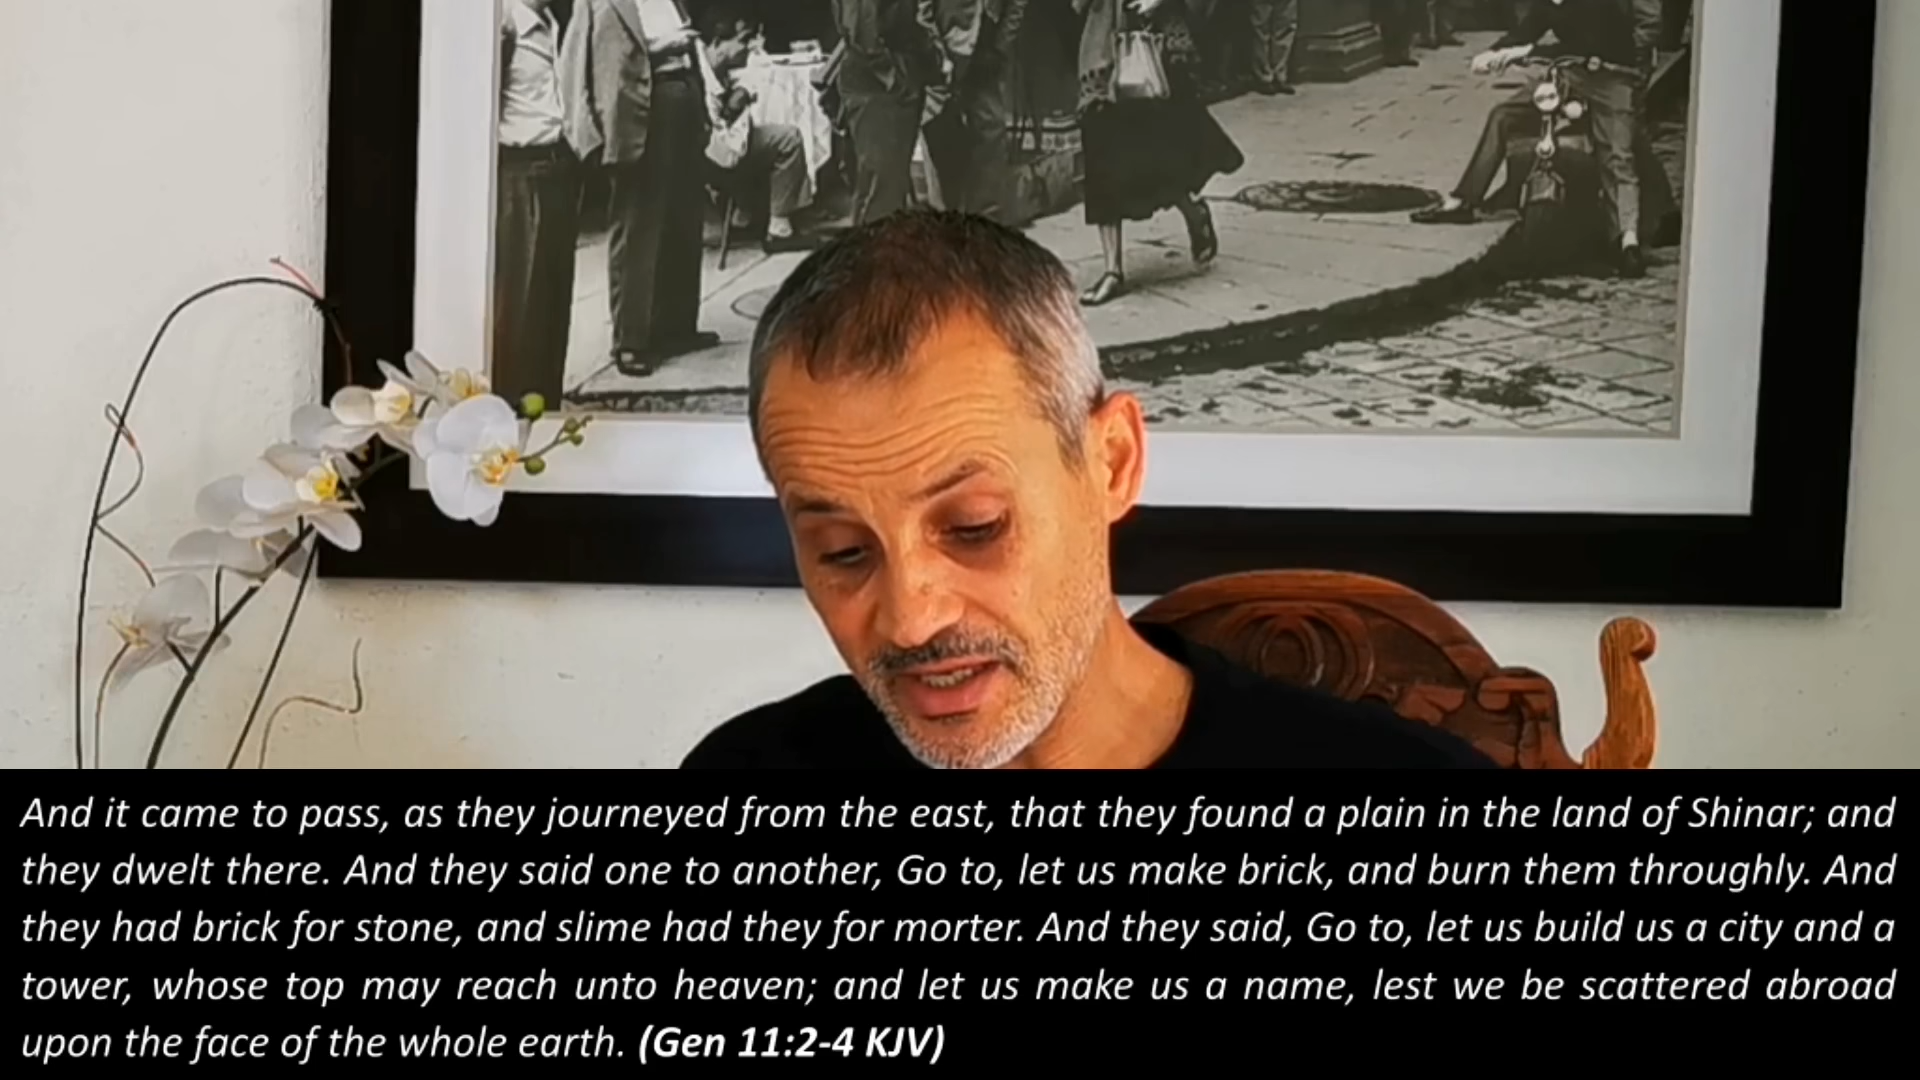 And it came to pass, as they journeyed from the east, that they found a plain in the land of Shinar; and
they dwelt there. And they said one to another, Go to, let us make brick, and burn them throughly. And
they had brick for stone, and slime had they for morter. And they said, Go to, let us build us a city and a
tower, whose top may reach unto heaven; and let us make us a name, lest we be scattered abroad
upon the face of the whole earth. (Gen 11:2-4 KJV)